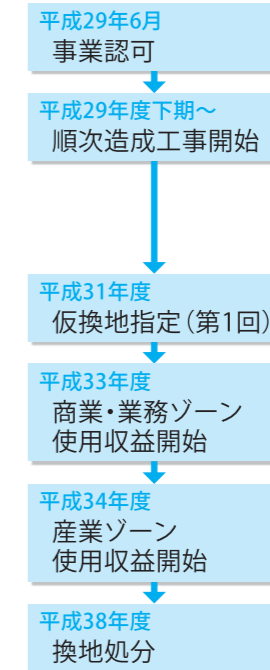 平成29年6月
事業認可
平成29年度下期～
順次造成工事開始
平成31年度
仮換地指定（第1回）
平成33年度
商業・業務ゾーン
使用収益開始
平成34年度
産業ゾーン
使用収益開始
平成38年度
換地処分